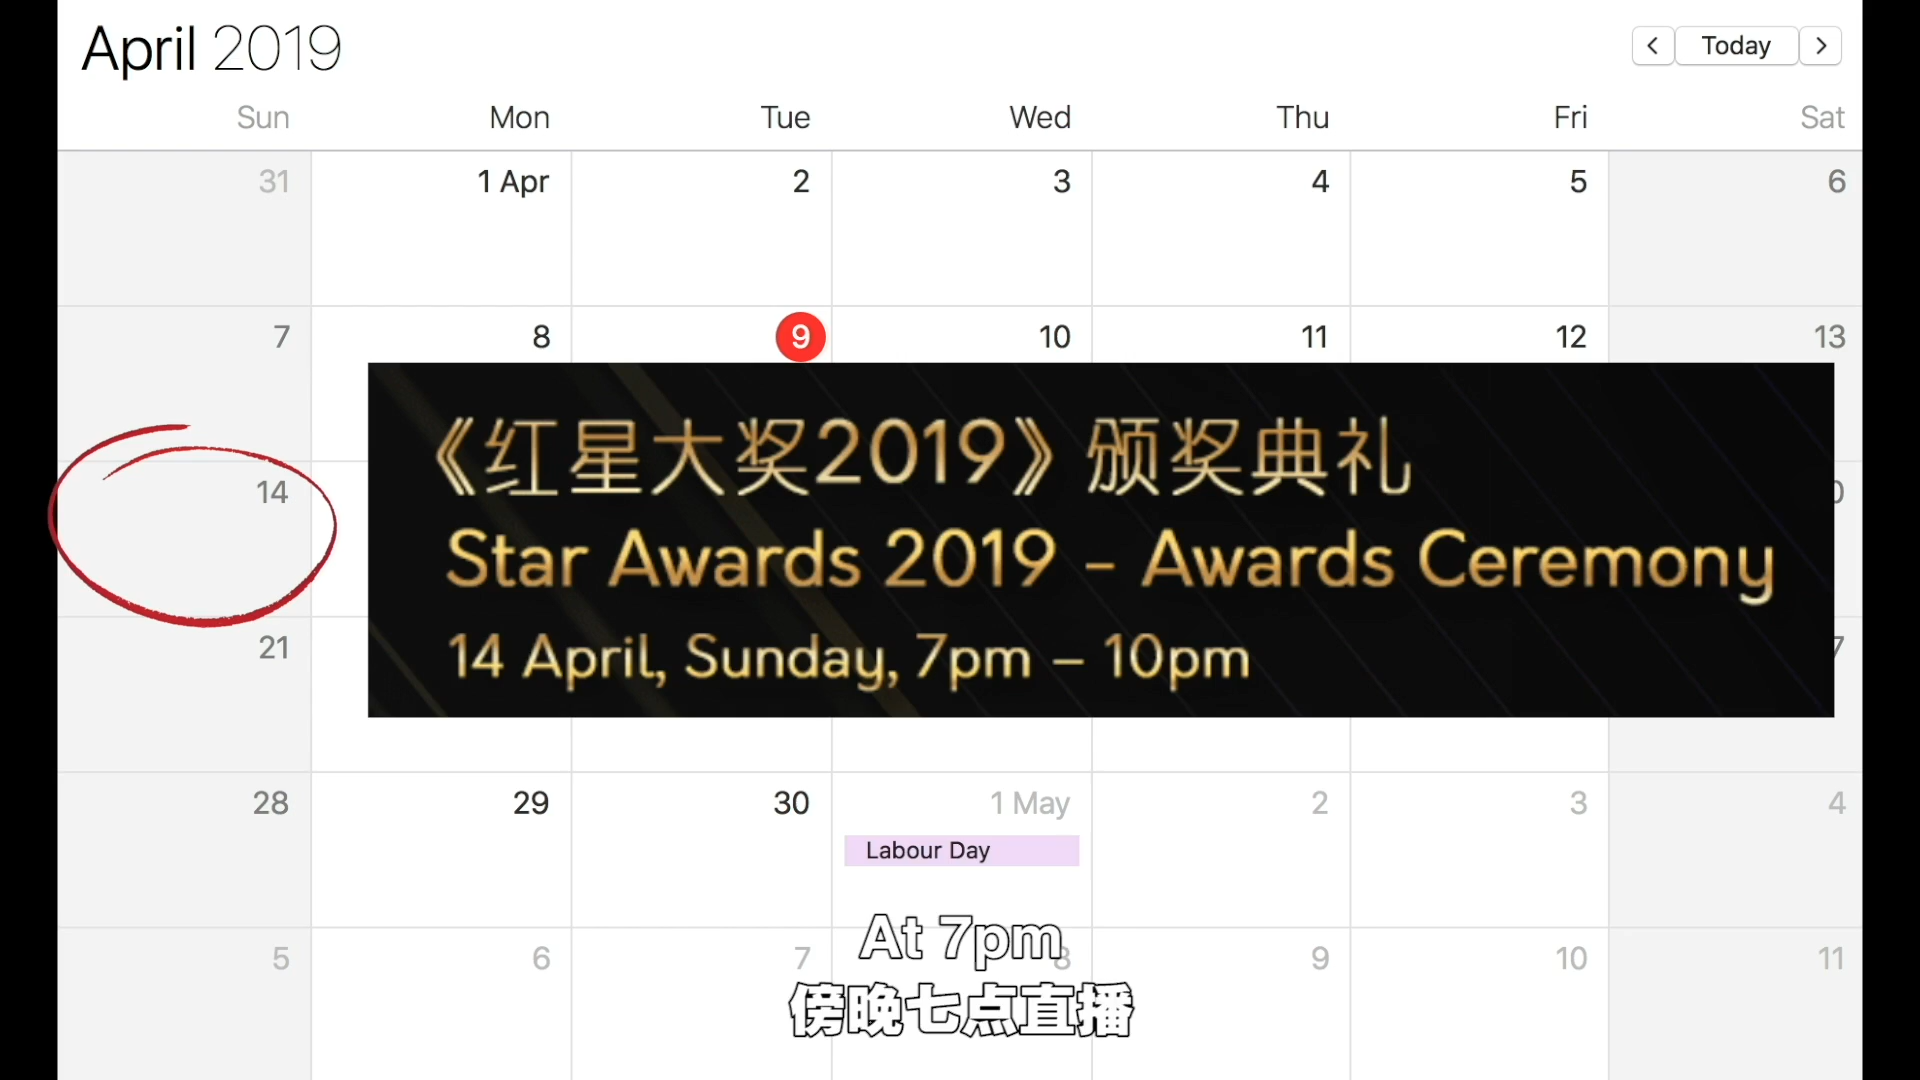 April 2019
Today
Sun Mon Tue Wed Thu Fri Sat
31 1 Apr 2 3 4 5 6
7 8 9 10 11 12 13
《红星大奖2019》颁奖典礼
14
Star Awards 2019 – Awards Ceremony
14 April, Sunday, 7pm – 10pm
21
28 29 30 1 May 2 3 4
Labour Day
At 7pm
5 6 7 8 9 10 11
傍晚七点直播